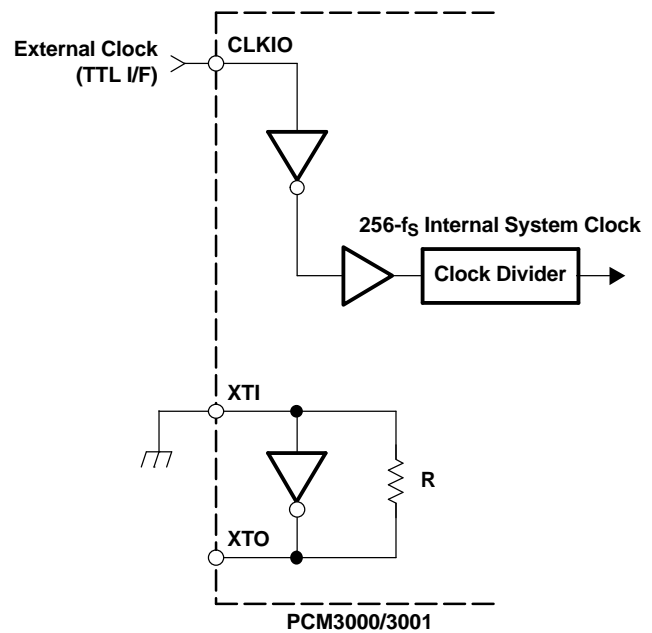 External Clock
(TTL I/F)
CLKIO
256-fS Internal System Clock
Clock Divider
XTI
R
XTO
PCM3000/3001